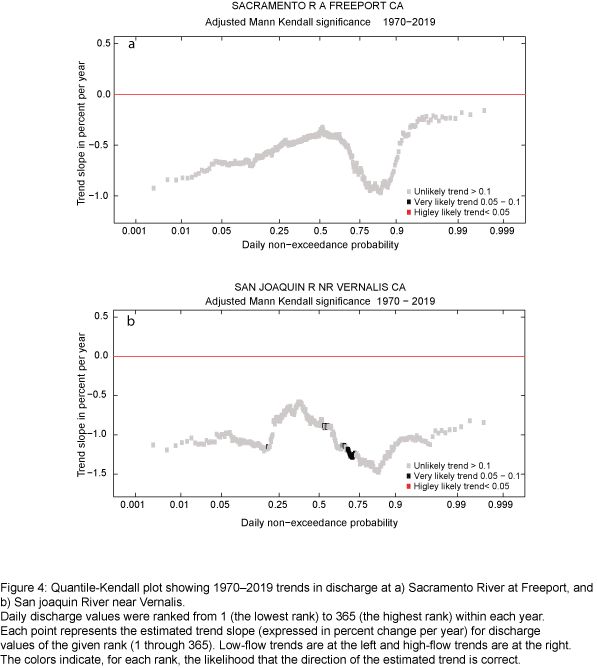 SACRAMENTO R A FREEPORT CA
Adjusted Mann Kendall significance 1970−2019
a
Trend slope in percent per year
0.5
0.0
−0.5
−1.0
Unlikely trend > 0.1
Very likely trend 0.05 − 0.1
Higley likely trend< 0.05
0.001 0.01 0.05 0.25 0.5 0.75 0.9 0.99 0.999
Daily non−exceedance probability
SAN JOAQUIN R NR VERNALIS CA
Adjusted Mann Kendall significance 1970 − 2019
b
Trend slope in percent per year
0.5
0.0
−0.5
−1.0
−1.5
Unlikely trend > 0.1
Very likely trend 0.05 − 0.1
Higley likely trend< 0.05
0.001 0.01 0.05 0.25 0.5 0.75 0.9 0.99 0.999
Daily non−exceedance probability
Figure 4: Quantile-Kendall plot showing 1970–2019 trends in discharge at a) Sacramento River at Freeport, and
b) San joaquin River near Vernalis.
Daily discharge values were ranked from 1 (the lowest rank) to 365 (the highest rank) within each year.
Each point represents the estimated trend slope (expressed in percent change per year) for discharge
values of the given rank (1 through 365). Low-flow trends are at the left and high-flow trends are at the right.
The colors indicate, for each rank, the likelihood that the direction of the estimated trend is correct.